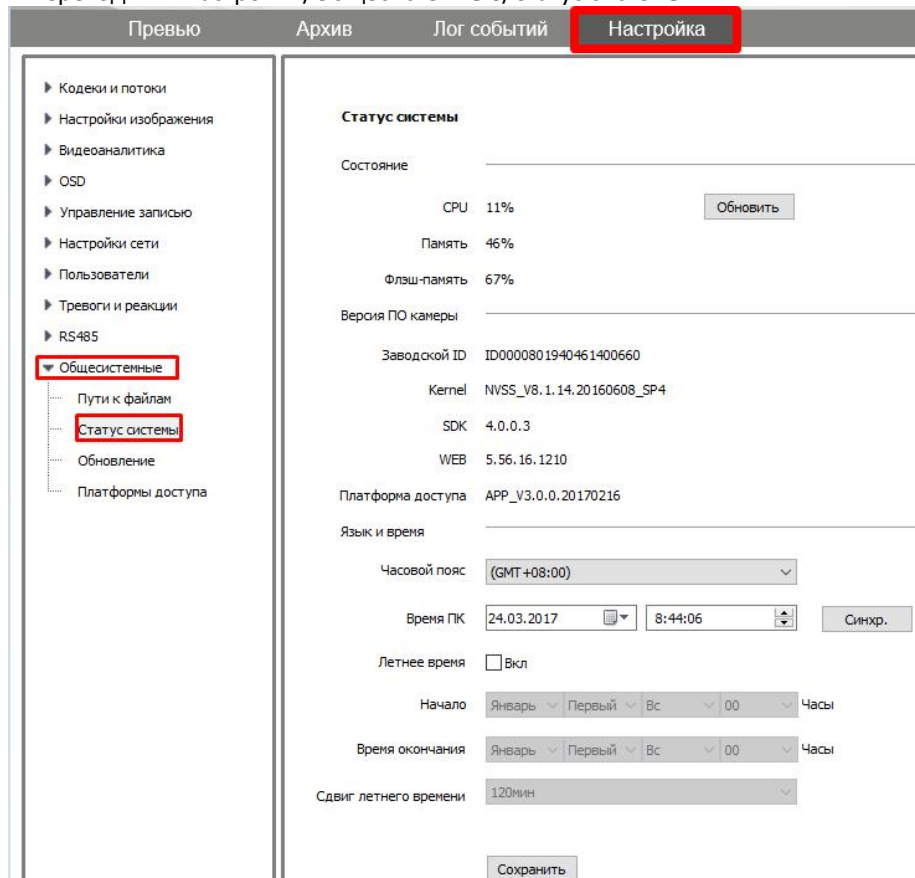 Превью Архив Лог событий Настройка
Кодеки и потоки
Настройки изображения
Видеоаналитика
OSD
Управление записью
Настройки сети
Пользователи
Тревоги и реакции
RS485
Общесистемные
Пути к файлам
Статус системы
Обновление
Платформы доступа
Статус системы
Состояние
CPU 11% Обновить
Память 46%
Флэш-память 67%
Версия ПО камеры
Заводской ID ID0000801940461400660
Kernel NVSS_V8.1.14.20160608_SP4
SDK 4.0.0.3
WEB 5.56.16.1210
Платформа доступа APP_V3.0.0.20170216
Язык и время
Часовой пояс (GMT+08:00)
Время ПК 24.03.2017 8:44:06 Синхр.
Летнее время Вкл
Начало Январь Первый Вс 00 Часы
Время окончания Январь Первый Вс 00 Часы
Сдвиг летнего времени 120мин
Сохранить